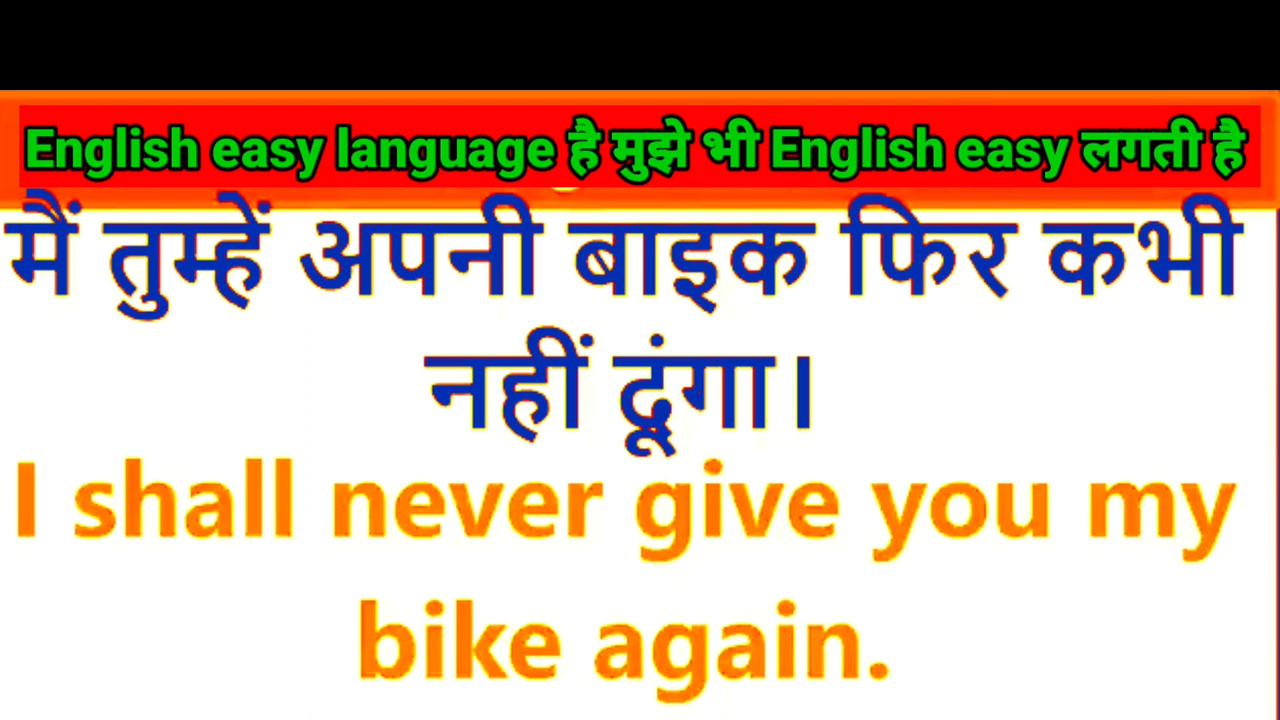 English easy language है मुझे भी English easy लगती है
मैं तुम्हें अपनी बाइक फिर कभी
नहीं दूंगा।
I shall never give you my
bike again.